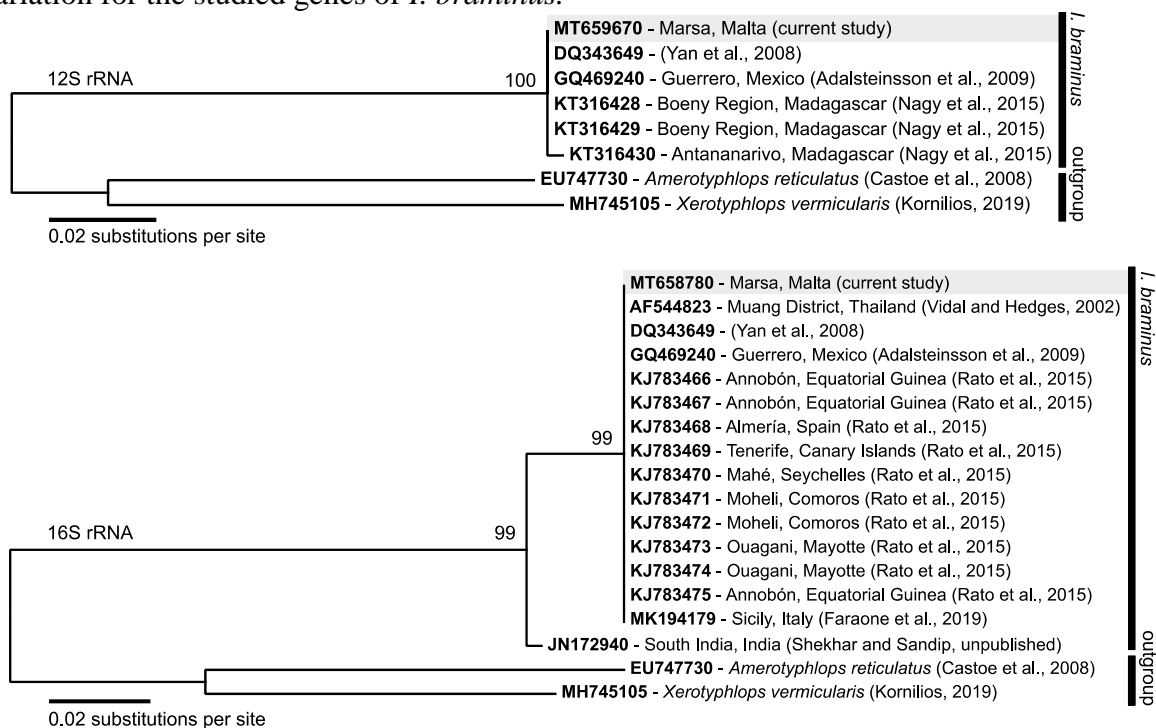 variation for the studied genes of I. braminus.
MT659670 - Marsa, Malta (current study)
DQ343649 - (Yan et al., 2008)
12S rRNA
100
GQ469240 - Guerrero, Mexico (Adalsteinsson et al., 2009)
KT316428 - Boeny Region, Madagascar (Nagy et al., 2015)
KT316429 - Boeny Region, Madagascar (Nagy et al., 2015)
KT316430 - Antananarivo, Madagascar (Nagy et al., 2015)
I. braminus
EU747730 - Amerotyphlops reticulatus (Castoe et al., 2008)
MH745105 - Xerotyphlops vermicularis (Kornilios, 2019)
outgroup
0.02 substitutions per site
MT658780 - Marsa, Malta (current study)
AF544823 - Muang District, Thailand (Vidal and Hedges, 2002)
DQ343649 - (Yan et al., 2008)
GQ469240 - Guerrero, Mexico (Adalsteinsson et al., 2009)
KJ783466 - Annobón, Equatorial Guinea (Rato et al., 2015)
KJ783467 - Annobón, Equatorial Guinea (Rato et al., 2015)
KJ783468 - Almería, Spain (Rato et al., 2015)
99
KJ783469 - Tenerife, Canary Islands (Rato et al., 2015)
KJ783470 - Mahé, Seychelles (Rato et al., 2015)
KJ783471 - Moheli, Comoros (Rato et al., 2015)
KJ783472 - Moheli, Comoros (Rato et al., 2015)
16S rRNA
99
KJ783473 - Ouagani, Mayotte (Rato et al., 2015)
KJ783474 - Ouagani, Mayotte (Rato et al., 2015)
KJ783475 - Annobón, Equatorial Guinea (Rato et al., 2015)
MK194179 - Sicily, Italy (Faraone et al., 2019)
JN172940 - South India, India (Shekhar and Sandip, unpublished)
I. braminus
EU747730 - Amerotyphlops reticulatus (Castoe et al., 2008)
MH745105 - Xerotyphlops vermicularis (Kornilios, 2019)
outgroup
0.02 substitutions per site